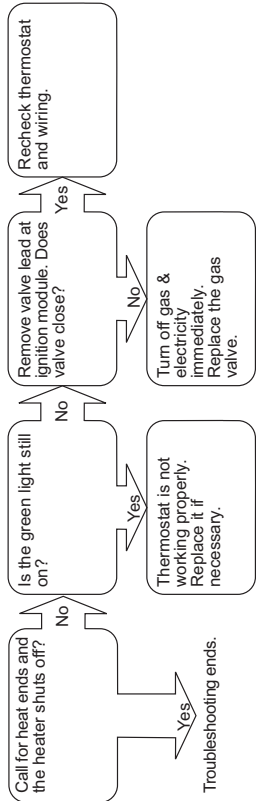 Call for heat ends and
the heater shuts off?
No
Yes
Troubleshooting ends.
Is the green light still
on?
No
Yes
Thermostat is not
working properly.
Replace it if
necessary.
Remove valve lead at
ignition module. Does
valve close?
Yes
No
Turn off gas &
electricity
immediately.
Replace the gas
valve.
Recheck thermostat
and wiring.